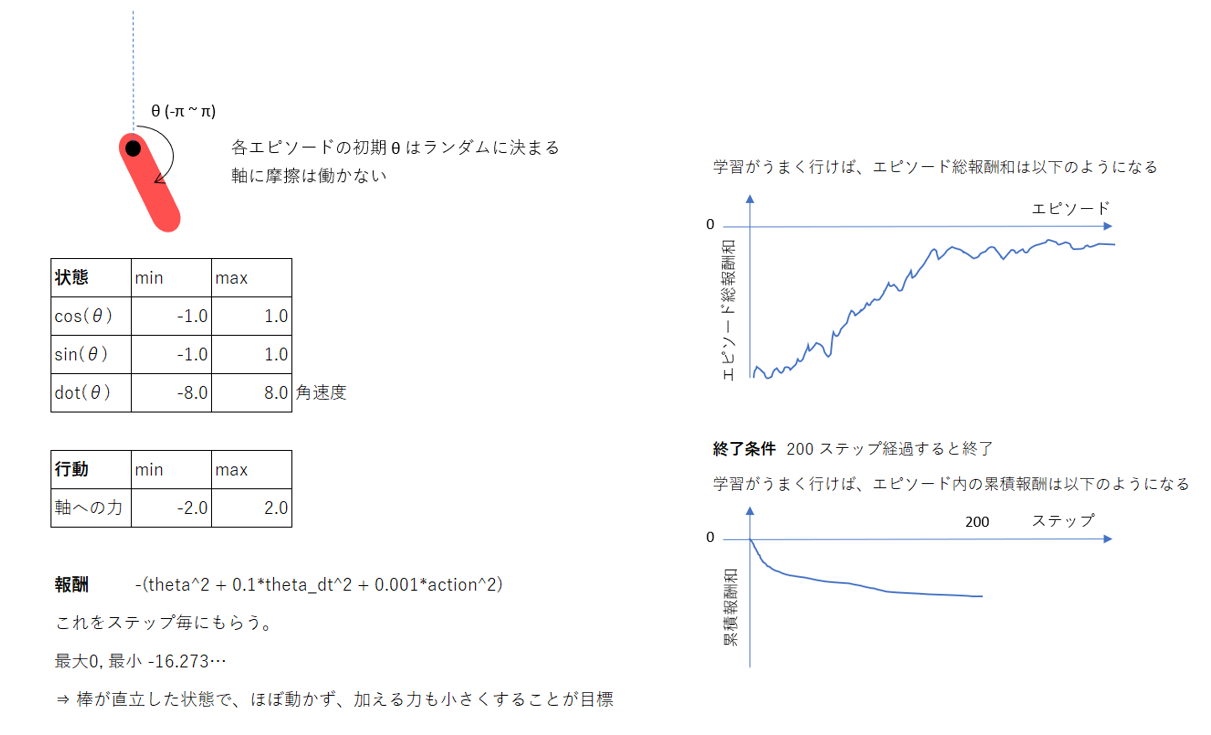 θ (-π ~ π)
各エピソードの初期 θ はランダムに決まる
軸に摩擦は働かない
状態 min max
cos(θ) -1.0 1.0
sin(θ) -1.0 1.0
dot(θ) -8.0 8.0 角速度
行動 min max
軸への力 -2.0 2.0
報酬 -(theta^2 + 0.1*theta_dt^2 + 0.001*action^2)
これをステップ毎にもらう。
最大0, 最小 -16.273…
⇒ 棒が直立した状態で、ほぼ動かず、加える力も小さくすることが目標
学習がうまく行けば、エピソード総報酬和は以下のようになる
エピソード
0
エピソード総報酬和
終了条件 200 ステップ経過すると終了
学習がうまく行けば、エピソード内の累積報酬は以下のようになる
200 ステップ
0
累積報酬和